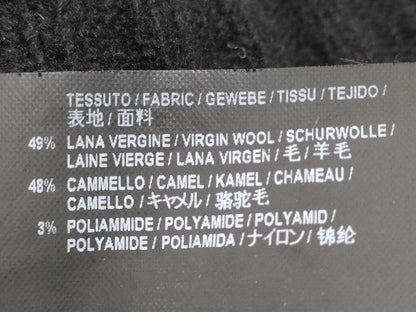 TESSUTO / FABRIC / GEWEBE / TISSU / TEJIDO /
表地 / 面料
49% LANA VERGINE / VIRGIN WOOL / SCHURWOLLE /
LAINE VIERGE / LANA VIRGEN / 毛 / 羊毛
48% CAMMELLO / CAMEL / KAMEL / CHAMEAU /
CAMELLO / キャメル / 骆驼毛
3% POLIAMMIDE / POLYAMIDE / POLYAMID /
POLYAMIDE / POLIAMIDA / ナイロン / 锦纶